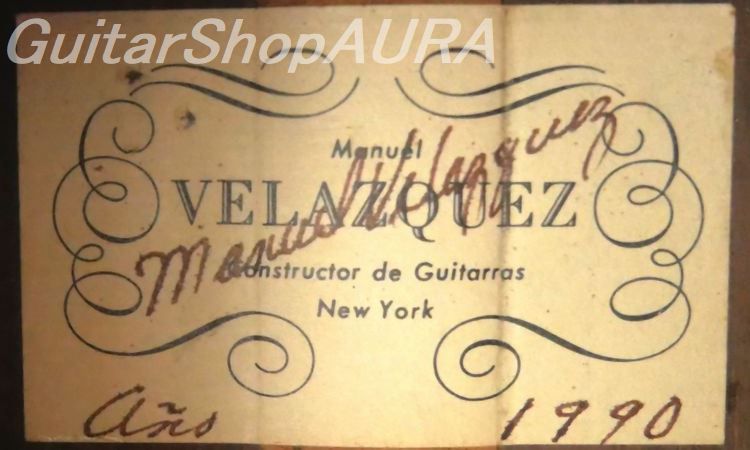 GuitarShopAURA
Manuel
VELAZQUEZ
Manuel Velazquez
Constructor de Guitarras
New York
Año 1990